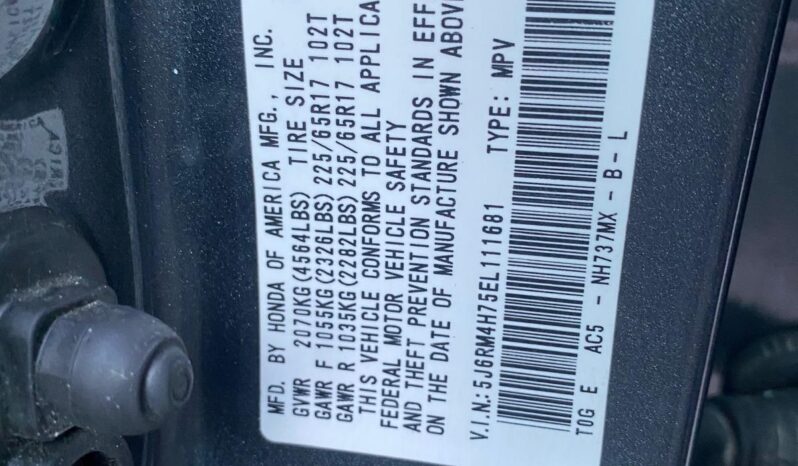 MFD. BY HONDA OF AMERICA MFG., INC.
GVWR 2070KG(4564LBS) TIRE SIZE
GAWR F 1055KG(2326LBS) 225/65R17 102T
GAWR R 1035KG(2282LBS) 225/65R17 102T
THIS VEHICLE CONFORMS TO ALL APPLICA
FEDERAL MOTOR VEHICLE SAFETY
AND THEFT PREVENTION STANDARDS IN EFF
ON THE DATE OF MANUFACTURE SHOWN ABOV
V.I.N: 5J6RM4H75EL111681 TYPE: MPV
TOG E AC5 - NH737MX - B - L